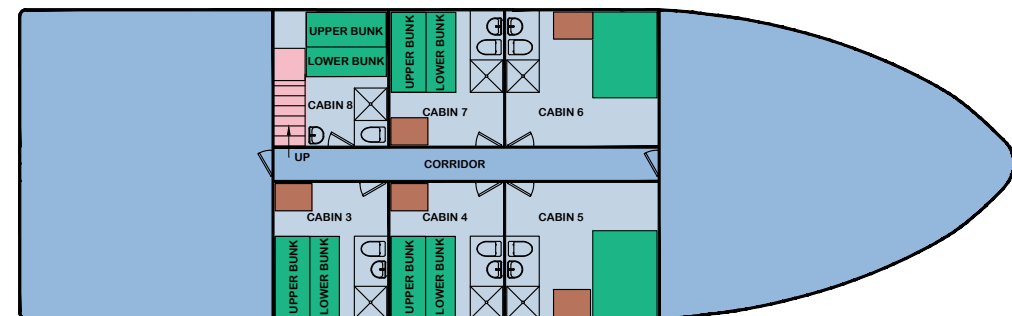 UPPER BUNK
LOWER BUNK
CABIN 8
UP
UPPER BUNK
LOWER BUNK
CABIN 7
CABIN 6
CORRIDOR
CABIN 3
UPPER BUNK
LOWER BUNK
CABIN 4
UPPER BUNK
LOWER BUNK
CABIN 5